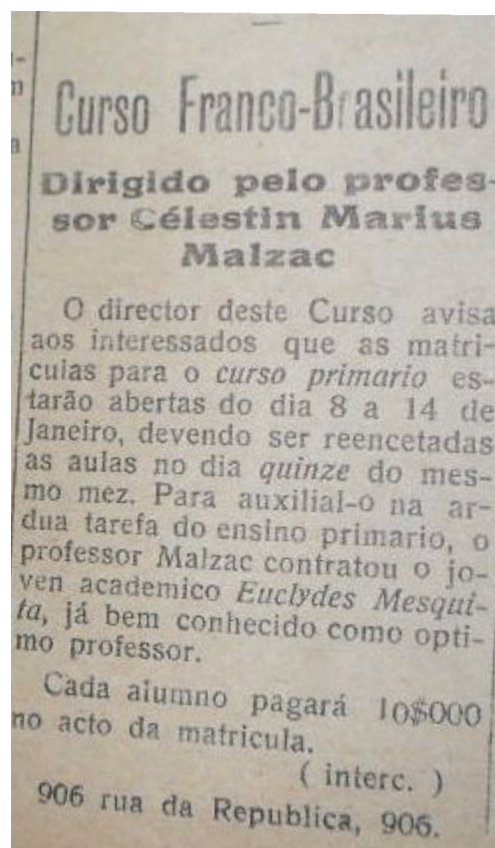 Curso Franco-Brasileiro
Dirigido pelo profes-
sor Célestin Marius
Malzac
O director deste Curso avisa
aos interessados que as matri-
culas para o curso primario es-
tarão abertas do dia 8 a 14 de
Janeiro, devendo ser reencetadas
as aulas no dia quinze do mes-
mo mez. Para auxilial-o na ar-
dua tarefa do ensino primario, o
professor Malzac contratou o jo-
ven academico Euclydes Mesqui-
ta, já bem conhecido como opti-
mo professor.
Cada alumno pagará 10$000
no acto da matricula.
( interc. )
906 rua da Republica, 906.